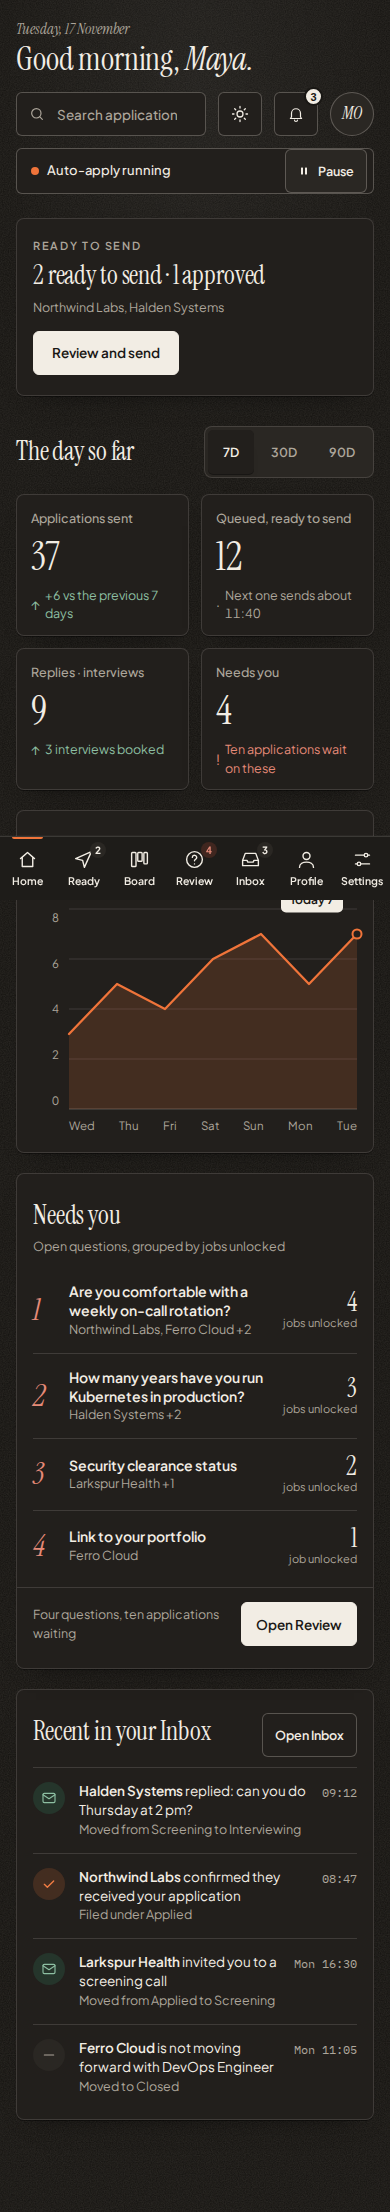 Tuesday, 17 November
Good morning, Maya.
Search application
3
MO
Auto-apply running
Pause
READY TO SEND
2 ready to send · 1 approved
Northwind Labs, Halden Systems
Review and send
The day so far
7D 30D 90D
Applications sent
37
↑ +6 vs the previous 7
days
Queued, ready to send
12
· Next one sends about
11:40
Replies · interviews
9
↑ 3 interviews booked
Needs you
4
! Ten applications wait
on these
2 4 3
Home Ready Board Review Inbox Profile Settings
Today 7
8
6
4
2
0
Wed Thu Fri Sat Sun Mon Tue
Needs you
Open questions, grouped by jobs unlocked
1
Are you comfortable with a
weekly on-call rotation?
Northwind Labs, Ferro Cloud +2
4
jobs unlocked
2
How many years have you run
Kubernetes in production?
Halden Systems +2
3
jobs unlocked
3
Security clearance status
Larkspur Health +1
2
jobs unlocked
4
Link to your portfolio
Ferro Cloud
1
job unlocked
Four questions, ten applications
waiting
Open Review
Recent in your Inbox
Open Inbox
Halden Systems replied: can you do
Thursday at 2 pm?
Moved from Screening to Interviewing
09:12
Northwind Labs confirmed they
received your application
Filed under Applied
08:47
Larkspur Health invited you to a
screening call
Moved from Applied to Screening
Mon 16:30
Ferro Cloud is not moving
forward with DevOps Engineer
Moved to Closed
Mon 11:05